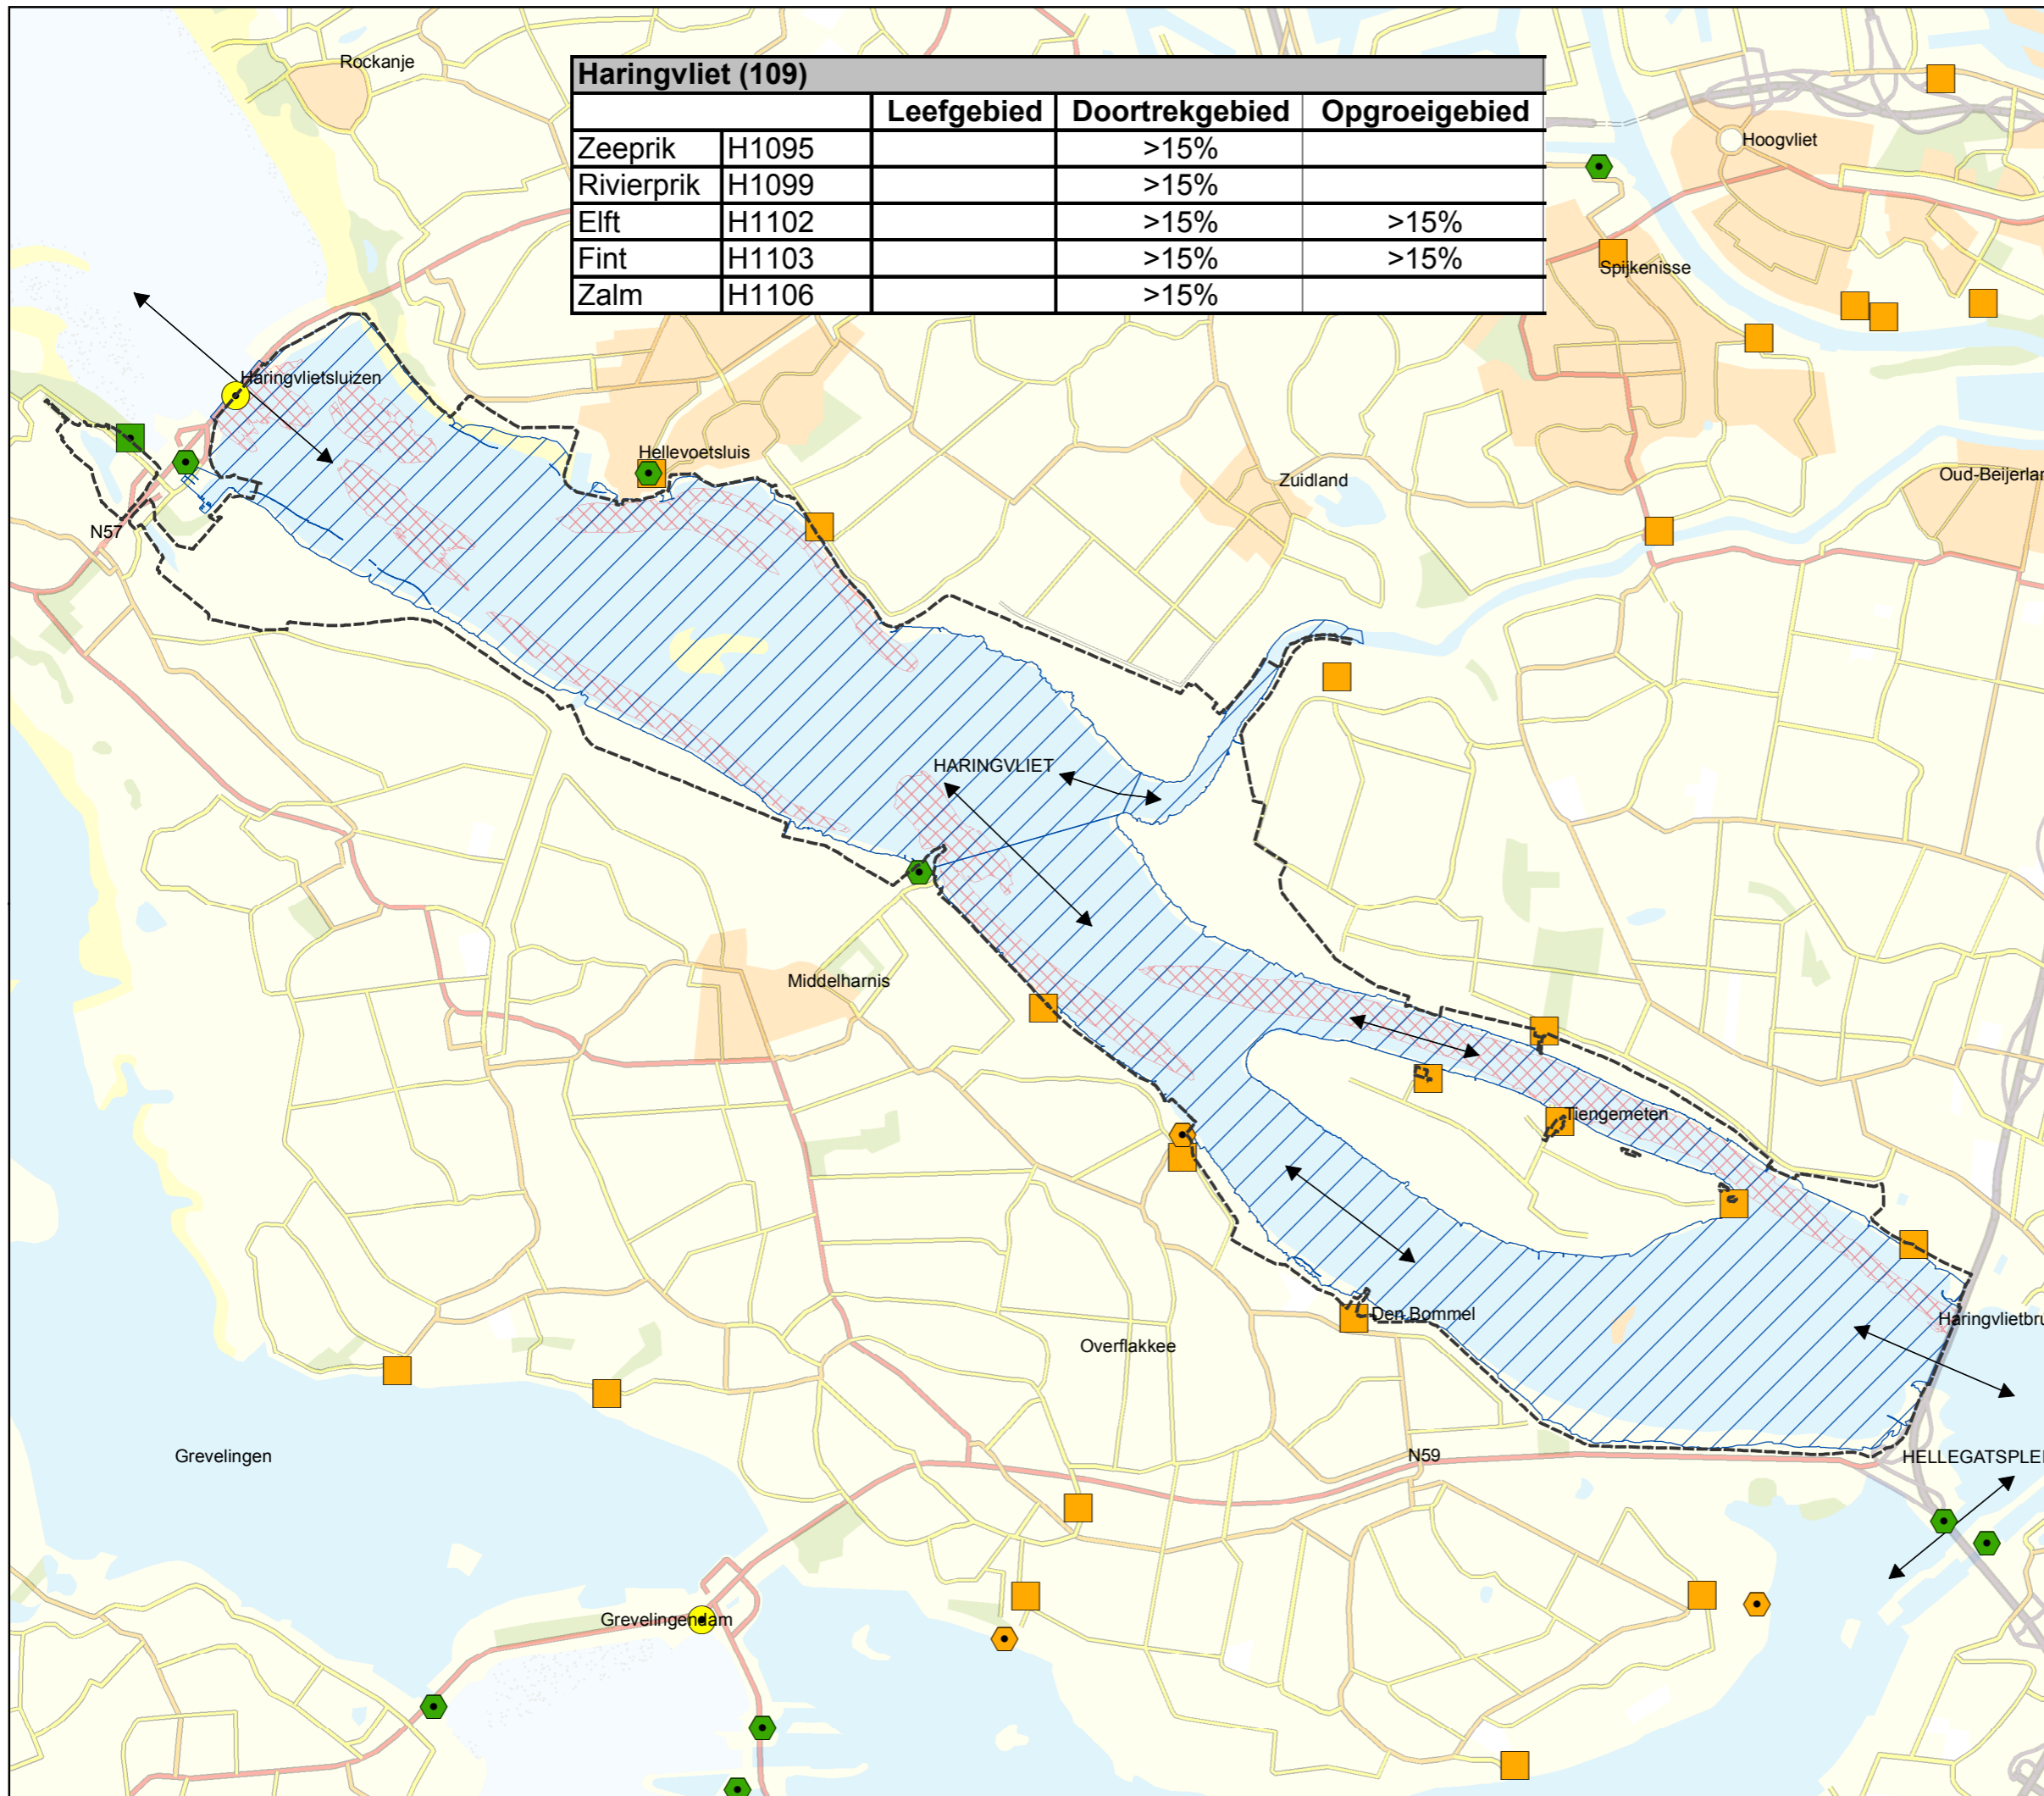 Rockanje
Haringvliet (109)
Leefgebied Doortrekgebied Opgroeigebied
Zeeprik H1095 >15%
Rivierprik H1099 >15%
Elft H1102 >15% >15%
Fint H1103 >15% >15%
Zalm H1106 >15%
Hoogvliet
Spijkenisse
Haringvlietsluizen
Hellevoetsluis
Zuidland
Oud-Beijerlan
N57
HARINGVLIET
Middelharnis
Tiengemeten
Den Bommel
Haringvlietbru
Overflakkee
Grevelingen
N59
HELLEGATSPLEI
Grevelingendam